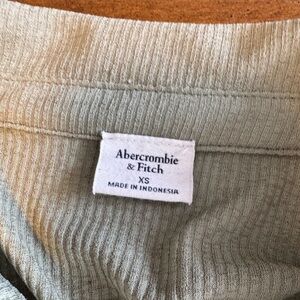 Abercrombie
& Fitch
XS
MADE IN INDONESIA